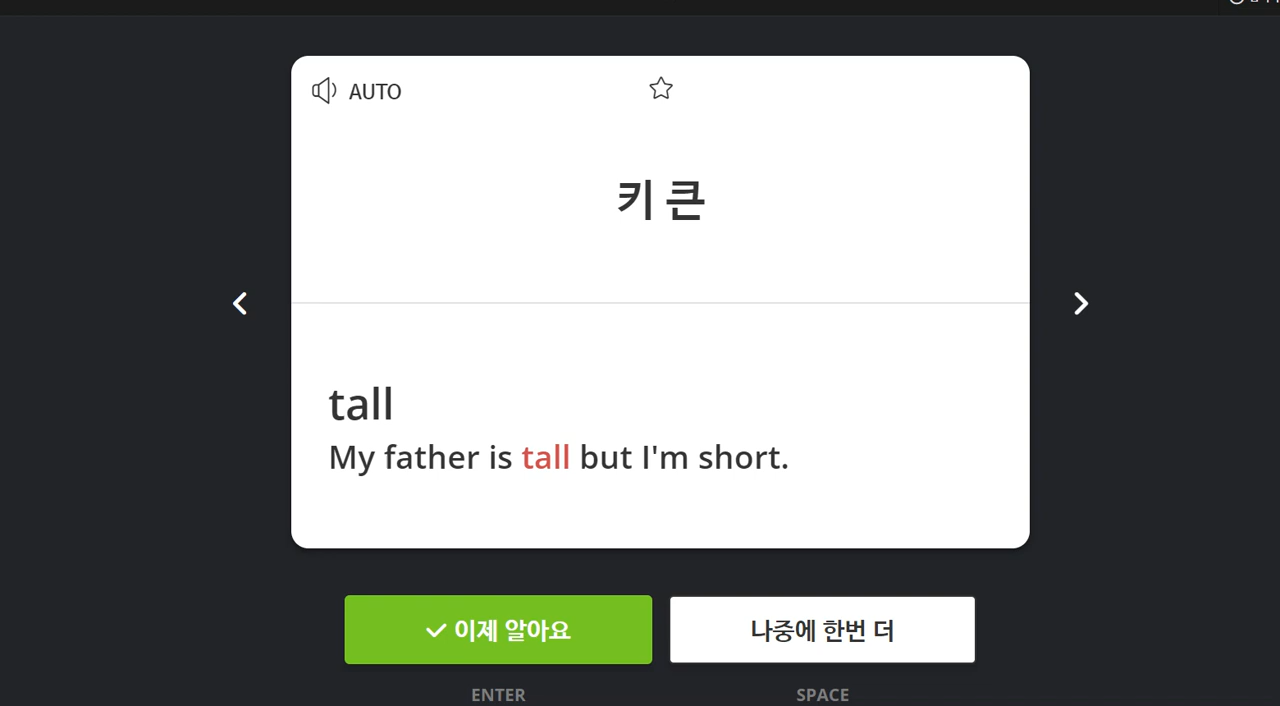 AUTO
키 큰
tall
My father is tall but I'm short.
이제 알아요
나중에 한번 더
ENTER
SPACE